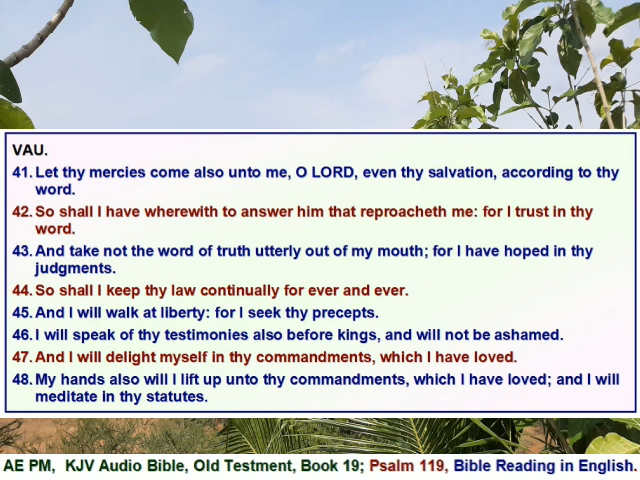 VAU.
41. Let thy mercies come also unto me, O LORD, even thy salvation, according to thy
word.
42. So shall I have wherewith to answer him that reproacheth me: for I trust in thy
word.
43. And take not the word of truth utterly out of my mouth; for I have hoped in thy
judgments.
44. So shall I keep thy law continually for ever and ever.
45. And I will walk at liberty: for I seek thy precepts.
46. I will speak of thy testimonies also before kings, and will not be ashamed.
47. And I will delight myself in thy commandments, which I have loved.
48. My hands also will I lift up unto thy commandments, which I have loved; and I will
meditate in thy statutes.
AE PM, KJV Audio Bible, Old Testment, Book 19; Psalm 119, Bible Reading in English.